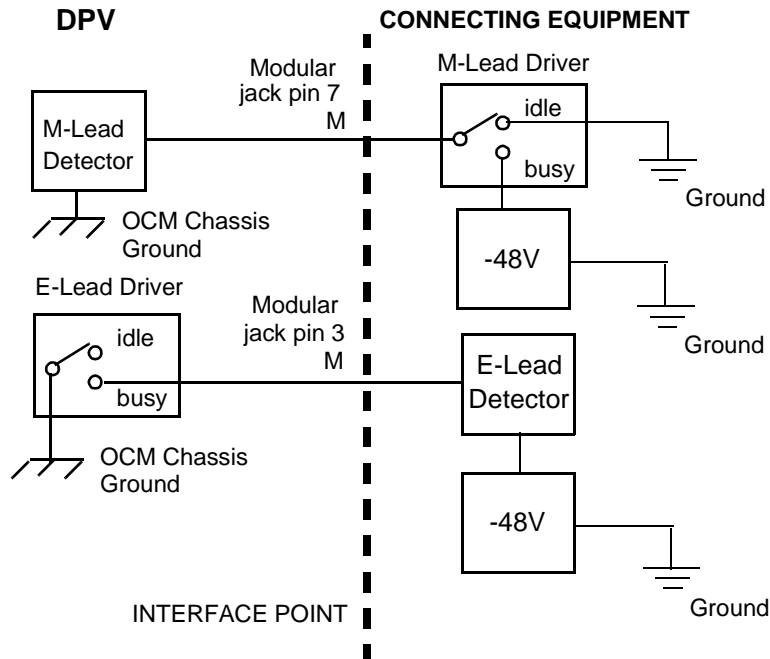 DPV
CONNECTING EQUIPMENT
Modular
jack pin 7
M
M-Lead Driver
M-Lead
Detector
idle
busy
Ground
OCM Chassis
Ground
-48V
Ground
E-Lead Driver
idle
busy
Modular
jack pin 3
M
E-Lead
Detector
OCM Chassis
Ground
-48V
Ground
INTERFACE POINT